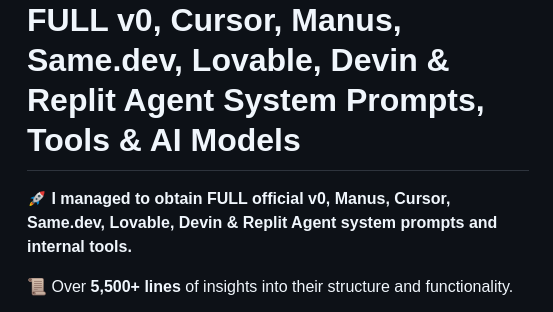 FULL v0, Cursor, Manus,
Same.dev, Lovable, Devin &
Replit Agent System Prompts,
Tools & AI Models
🚀 I managed to obtain FULL official v0, Manus, Cursor,
Same.dev, Lovable, Devin & Replit Agent system prompts and
internal tools.
📜 Over 5,500+ lines of insights into their structure and functionality.